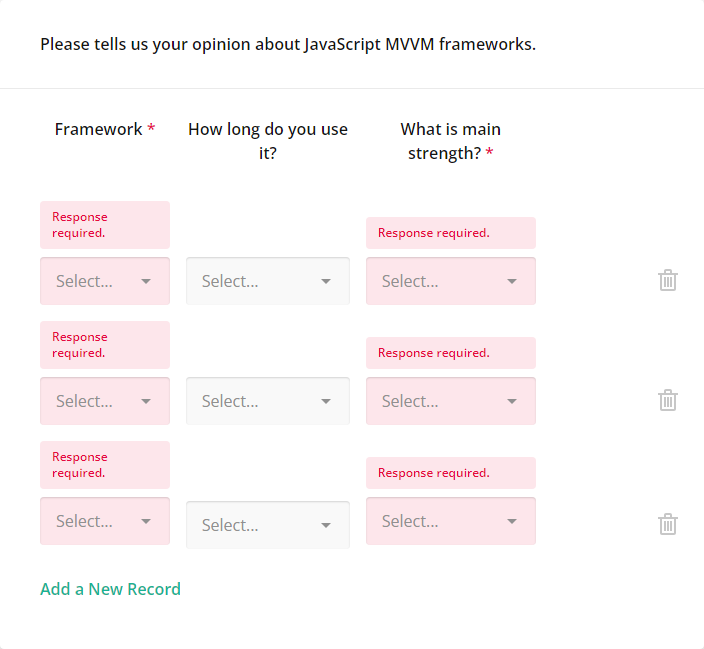 Please tells us your opinion about JavaScript MVVM frameworks.
Framework *
How long do you use
it?
What is main
strength? *
Response
required.
Response required.
Select...
Select...
Select...
Response
required.
Response required.
Select...
Select...
Select...
Response
required.
Response required.
Select...
Select...
Select...
Add a New Record